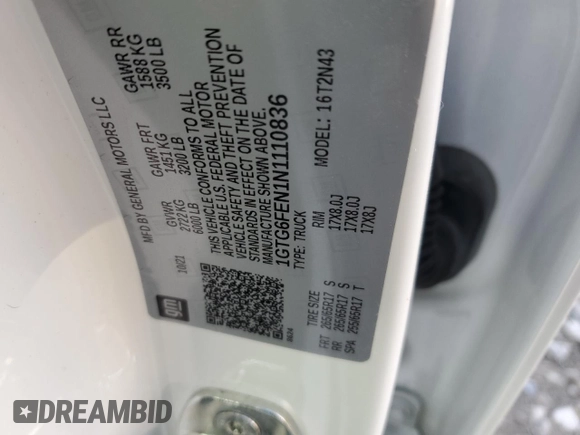 MFD BY GENERAL MOTORS LLC
10/21
GVWR
2722KG
6000 LB
GAWR FRT
1451 KG
3200 LB
GAWR RR
1588 KG
3500 LB
THIS VEHICLE CONFORMS TO ALL
APPLICABLE U.S. FEDERAL MOTOR
VEHICLE SAFETY AND THEFT PREVENTION
STANDARDS IN EFFECT ON THE DATE OF
MANUFACTURE SHOWN ABOVE.
1GTG6FEN1N1110836
TYPE: TRUCK
MODEL: 16T2N43
TIRE SIZE
RIM
FRT 265/65R17 S 17X8.0J
RR 265/65R17 S 17X8.0J
SPA 255/65R17 T 17X8J
gm
DREAMBID